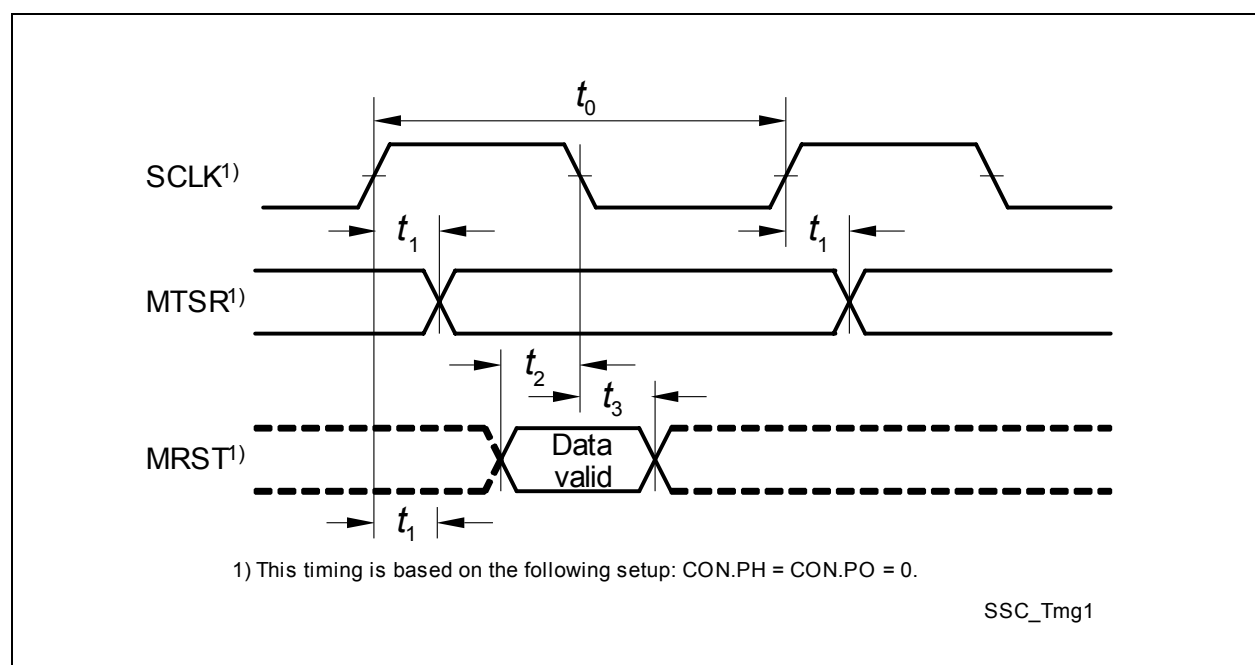 t0
SCLK1)
t1
t1
MTSR1)
t2
t3
MRST1)
Data
valid
t1
1) This timing is based on the following setup: CON.PH = CON.PO = 0.
SSC_Tmg1